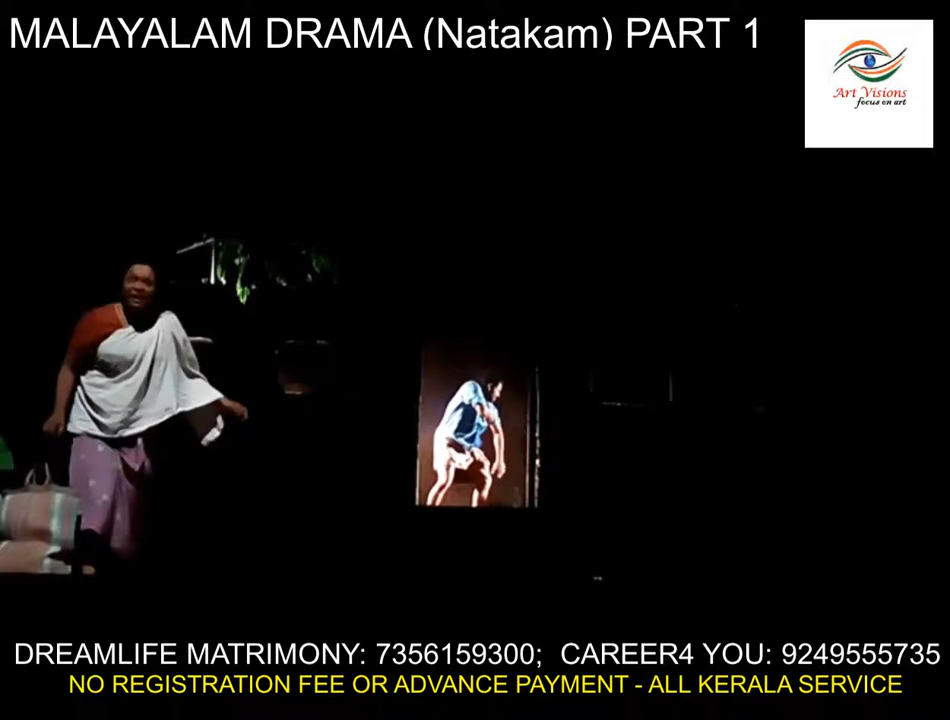 MALAYALAM DRAMA (Natakam) PART 1
Art Visions
focus on art
DREAMLIFE MATRIMONY: 7356159300; CAREER4 YOU: 9249555735
NO REGISTRATION FEE OR ADVANCE PAYMENT - ALL KERALA SERVICE